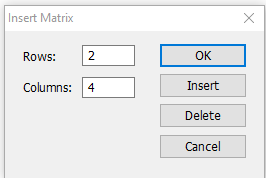 Insert Matrix
Rows: 2 OK
Columns: 4 Insert
Delete
Cancel